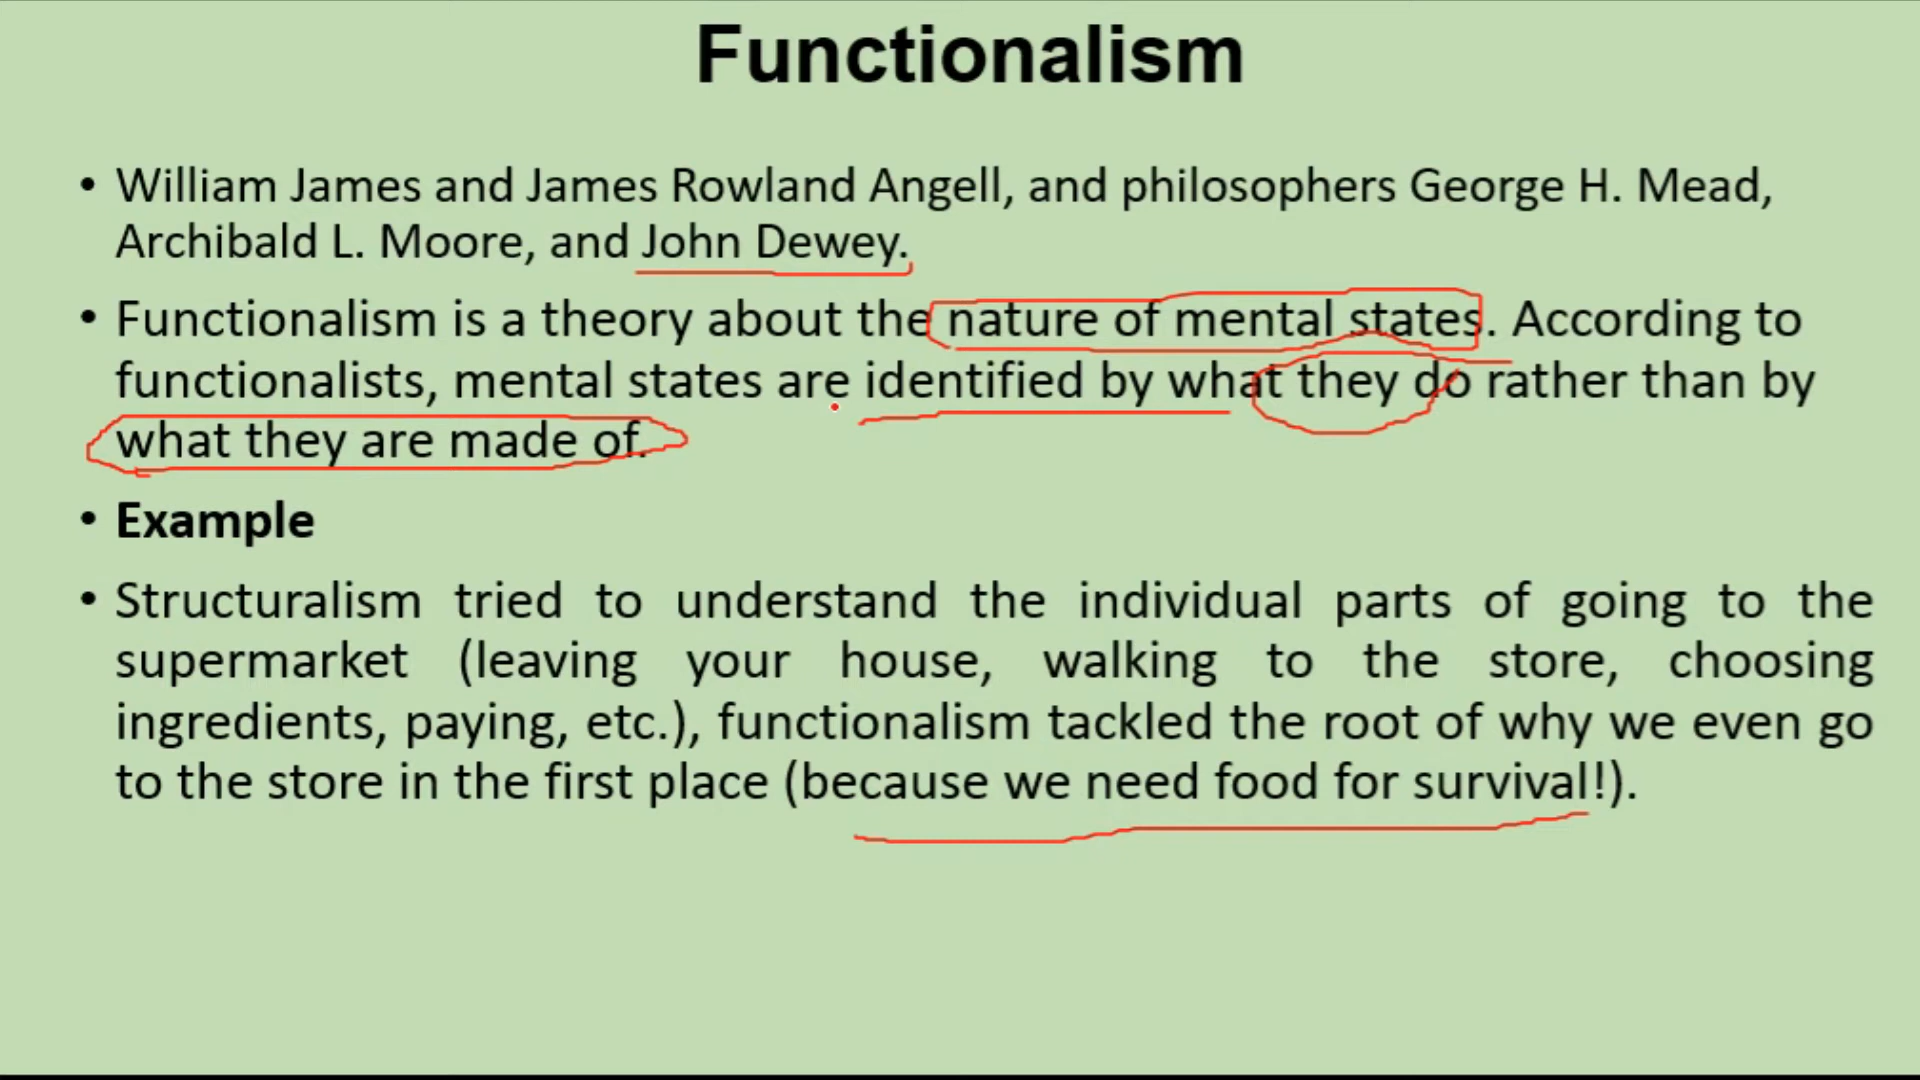 Functionalism
• William James and James Rowland Angell, and philosophers George H. Mead,
Archibald L. Moore, and John Dewey.
• Functionalism is a theory about the nature of mental states. According to
functionalists, mental states are identified by what they do rather than by
what they are made of.
• Example
• Structuralism tried to understand the individual parts of going to the
supermarket (leaving your house, walking to the store, choosing
ingredients, paying, etc.), functionalism tackled the root of why we even go
to the store in the first place (because we need food for survival!).